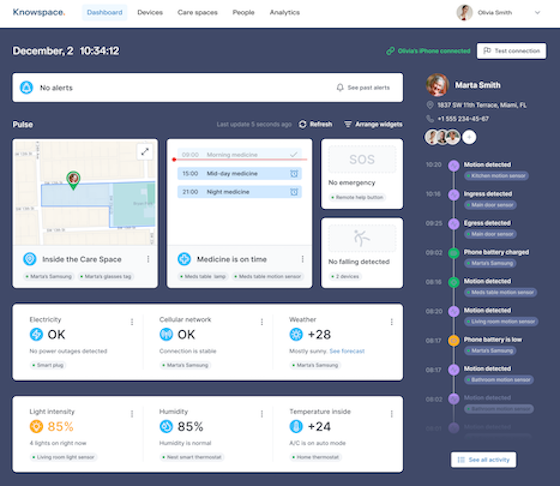 Knowspace.
Dashboard
Devices
Care spaces
People
Analytics
Olivia Smith
December, 2 10:34:12
Olivia's iPhone connected
Test connection
No alerts
See past alerts
Pulse
Last update 5 seconds ago
Refresh
Arrange widgets
Inside the Care Space
Marta's Samsung
Marta's glasses tag
09:00 Morning medicine
15:00 Mid-day medicine
21:00 Night medicine
Medicine is on time
Meds table lamp
Meds table motion sensor
SOS
No emergency
Remote help button
No falling detected
2 devices
Electricity
OK
No power outages detected
Smart plug
Cellular network
OK
Connection is stable
Marta's Samsung
Weather
+28
Mostly sunny. See forecast
Marta's Samsung
Light intensity
85%
4 lights on right now
Living room light sensor
Humidity
85%
Humidity is normal
Nest smart thermostat
Temperature inside
+24
A/C is on auto mode
Home thermostat
Marta Smith
1837 SW 11th Terrace, Miami, FL
+1 555 234-45-67
10:20 Motion detected
Kitchen motion sensor
10:16 Ingress detected
Main door sensor
09:25 Egress detected
Main door sensor
09:02 Phone battery charged
Marta's Samsung
08:16 Motion detected
Meds table motion sensor
08:20 Motion detected
Living room motion sensor
08:17 Phone battery is low
Marta's Samsung
08:17 Motion detected
Bathroom motion sensor
08:02 Motion detected
Bathroom motion sensor
Motion detected
See all activity